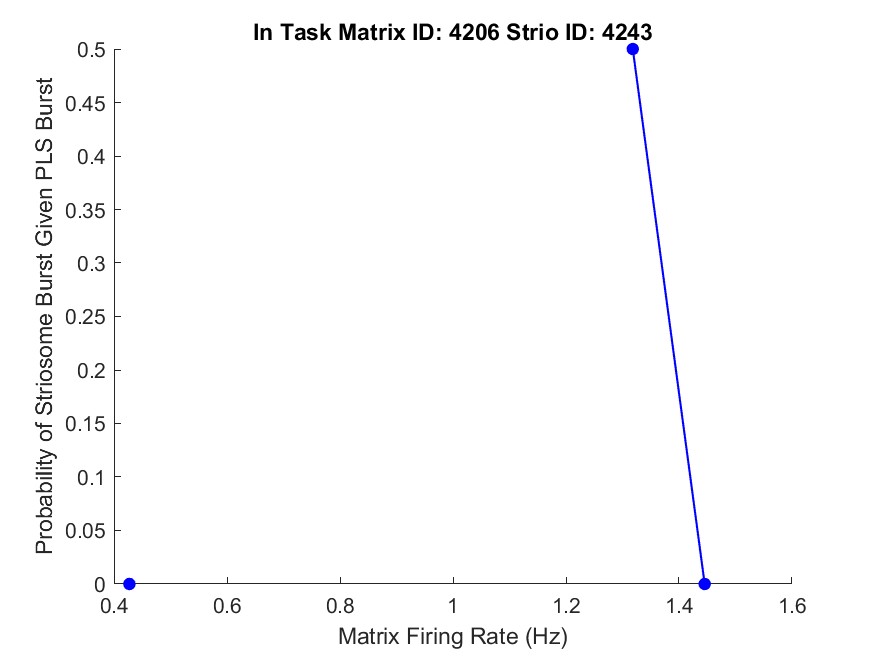 In Task Matrix ID: 4206 Strio ID: 4243
Probability of Striosome Burst Given PLS Burst
0.5
0.45
0.4
0.35
0.3
0.25
0.2
0.15
0.1
0.05
0
0.4 0.6 0.8 1 1.2 1.4 1.6
Matrix Firing Rate (Hz)